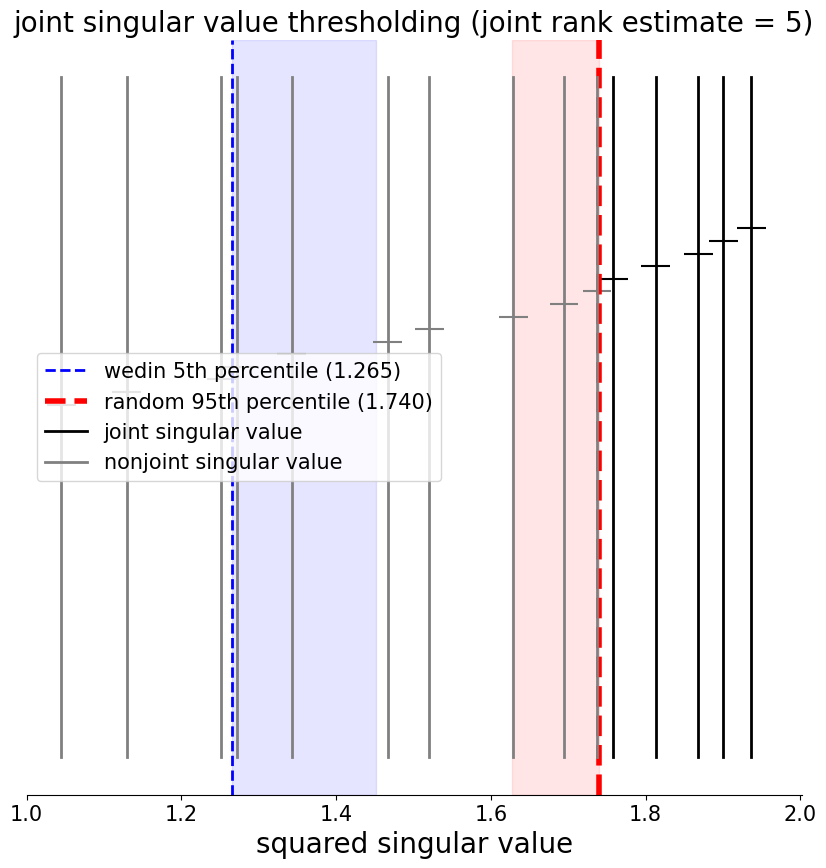 joint singular value thresholding (joint rank estimate = 5)
wedin 5th percentile (1.265)
random 95th percentile (1.740)
joint singular value
nonjoint singular value
1.0 1.2 1.4 1.6 1.8 2.0
squared singular value